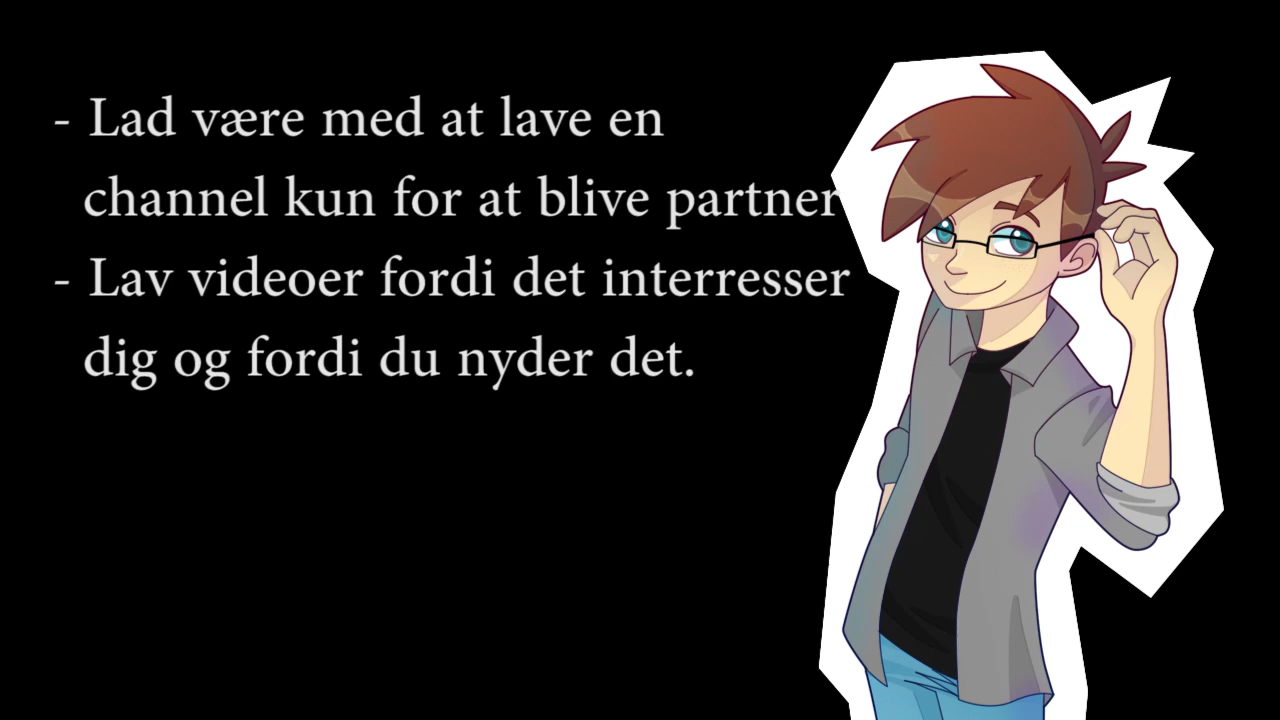 - Lad være med at lave en
channel kun for at blive partner
- Lav videoer fordi det interresser
dig og fordi du nyder det.